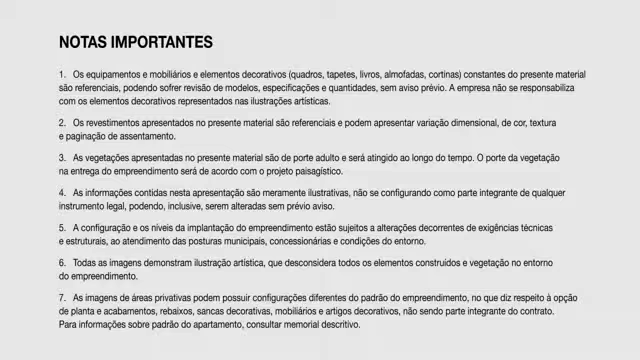 NOTAS IMPORTANTES
1. Os equipamentos e mobiliários e elementos decorativos (quadros, tapetes, livros, almofadas, cortinas) constantes do presente material
são referenciais, podendo sofrer revisão de modelos, especificações e quantidades, sem aviso prévio. A empresa não se responsabiliza
com os elementos decorativos representados nas ilustrações artísticas.
2. Os revestimentos apresentados no presente material são referenciais e podem apresentar variação dimensional, de cor, textura
e paginação de assentamento.
3. As vegetações apresentadas no presente material são de porte adulto e será atingido ao longo do tempo. O porte da vegetação
na entrega do empreendimento será de acordo com o projeto paisagístico.
4. As informações contidas nesta apresentação são meramente ilustrativas, não se configurando como parte integrante de qualquer
instrumento legal, podendo, inclusive, serem alteradas sem prévio aviso.
5. A configuração e os níveis da implantação do empreendimento estão sujeitos a alterações decorrentes de exigências técnicas
e estruturais, ao atendimento das posturas municipais, concessionárias e condições do entorno.
6. Todas as imagens demonstram ilustração artística, que desconsidera todos os elementos construidos e vegetação no entorno
do empreendimento.
7. As imagens de áreas privativas podem possuir configurações diferentes do padrão do empreendimento, no que diz respeito à opção
de planta e acabamentos, rebaixos, sancas decorativas, mobiliários e artigos decorativos, não sendo parte integrante do contrato.
Para informações sobre padrão do apartamento, consultar memorial descritivo.